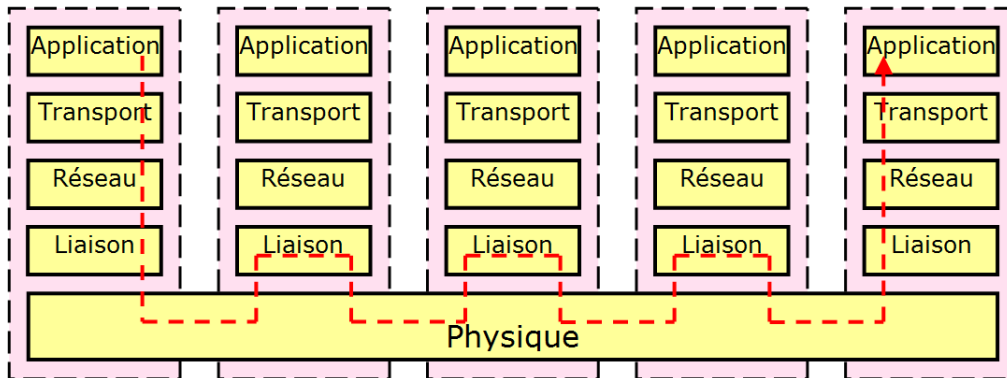 Application Application Application Application Application
Transport Transport Transport Transport Transport
Réseau Réseau Réseau Réseau Réseau
Liaison Liaison Liaison Liaison Liaison
Physique